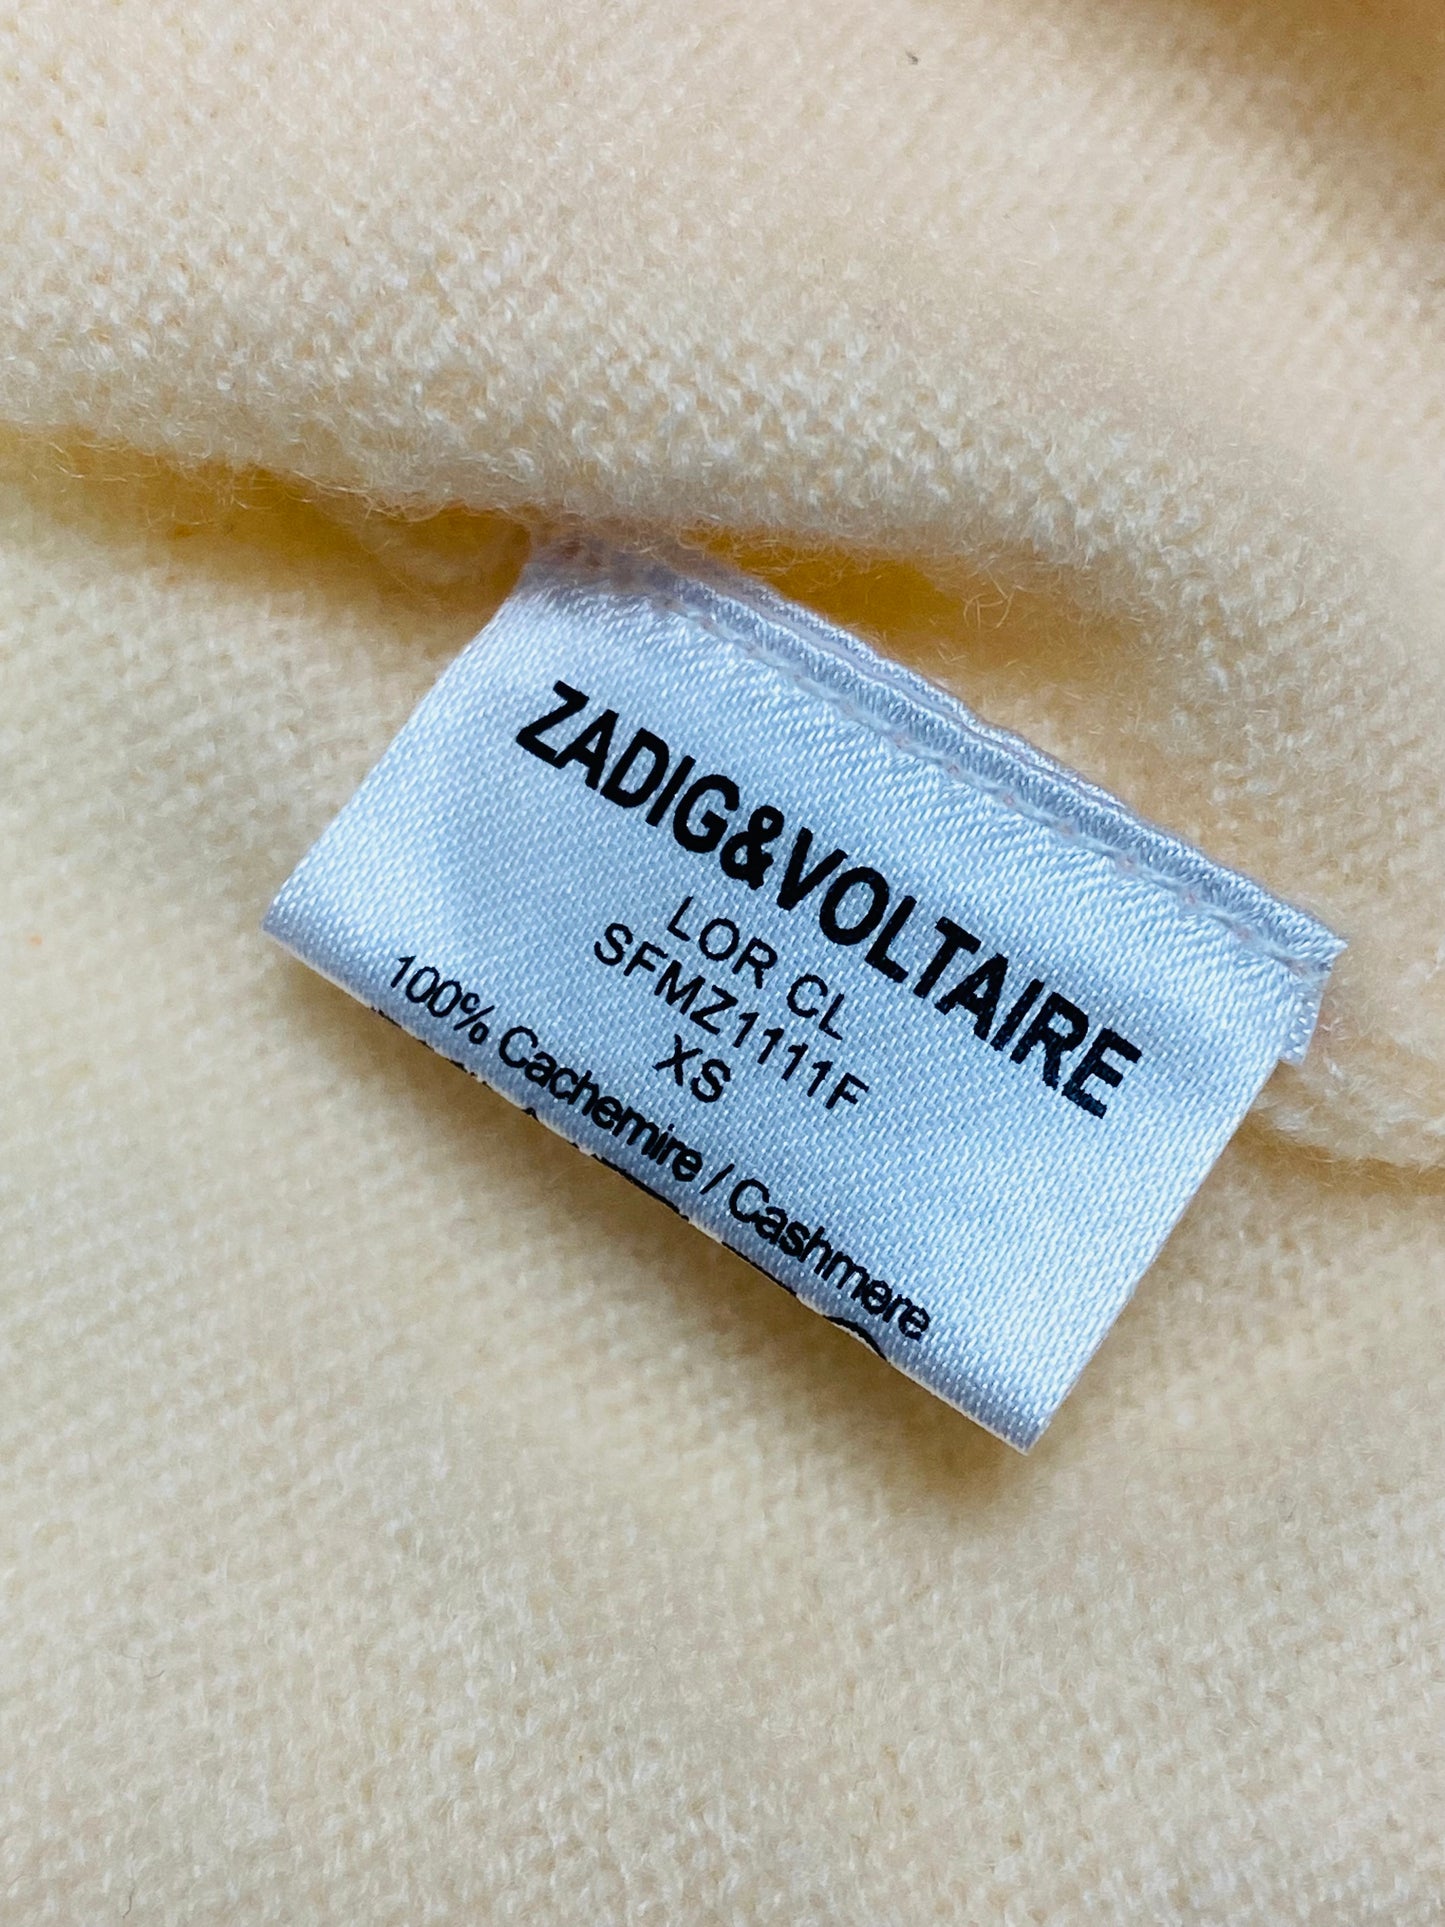 ZADIG&VOLTAIRE
LOR CL
SFMZ1111F
XS
100% Cachemire / Cashmere